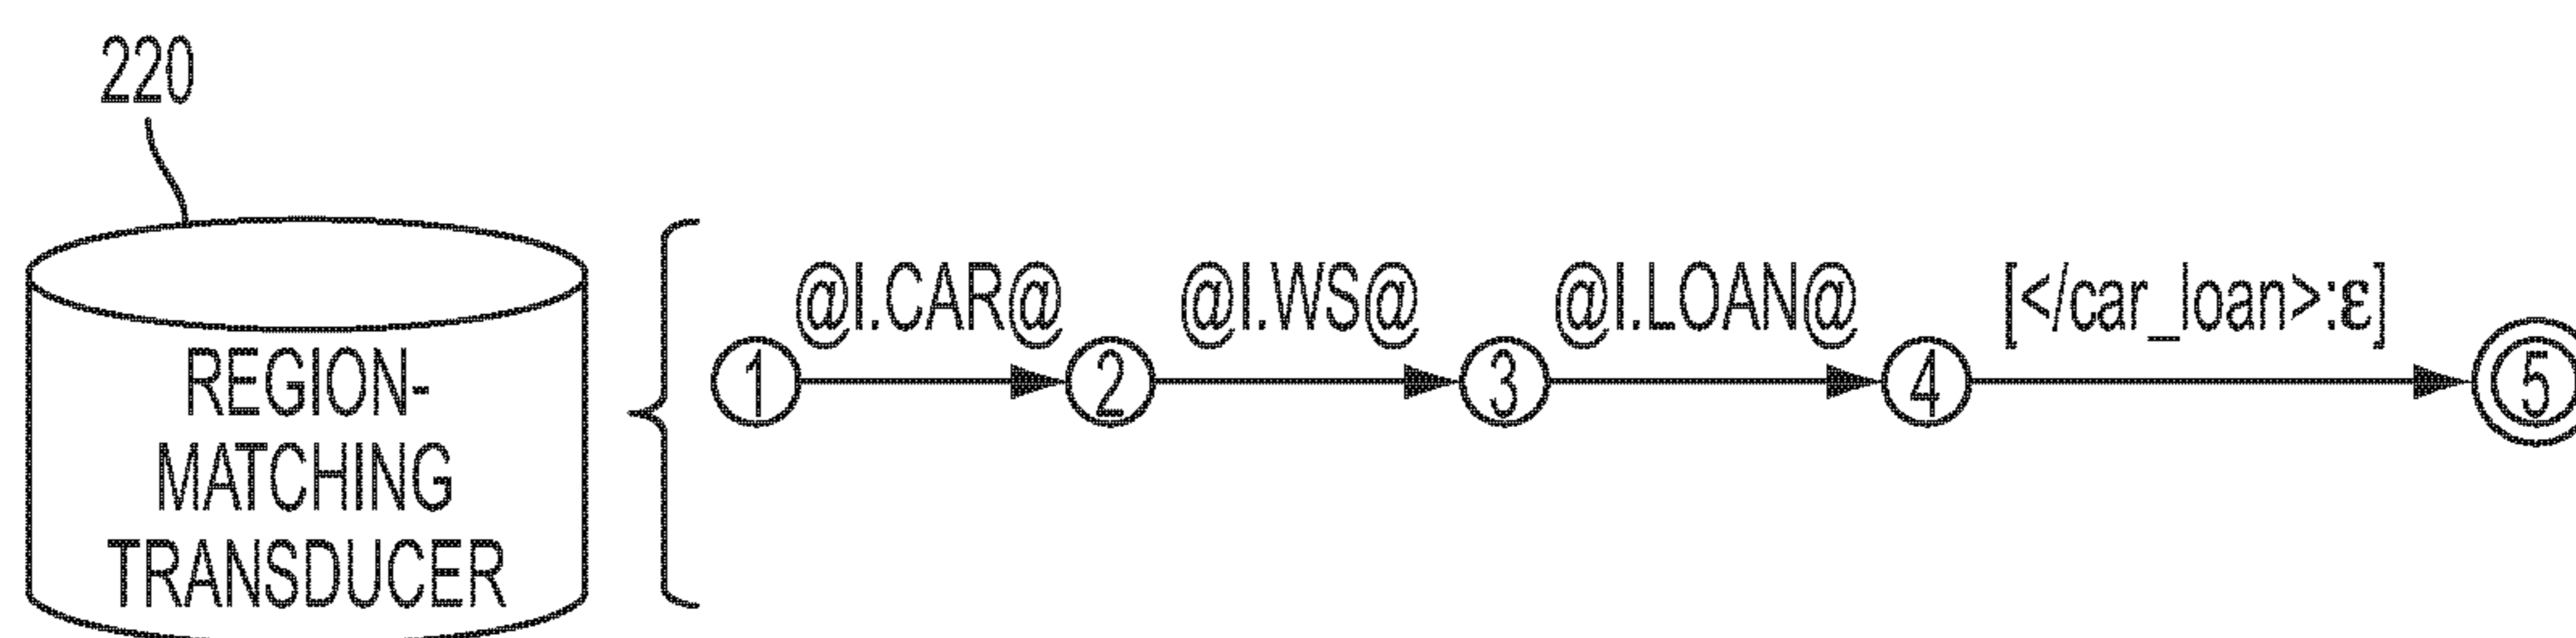 220
REGION-
MATCHING
TRANSDUCER
@I.CAR@ @I.WS@ @I.LOAN@ [</car_loan>:ε]
1 2 3 4 5